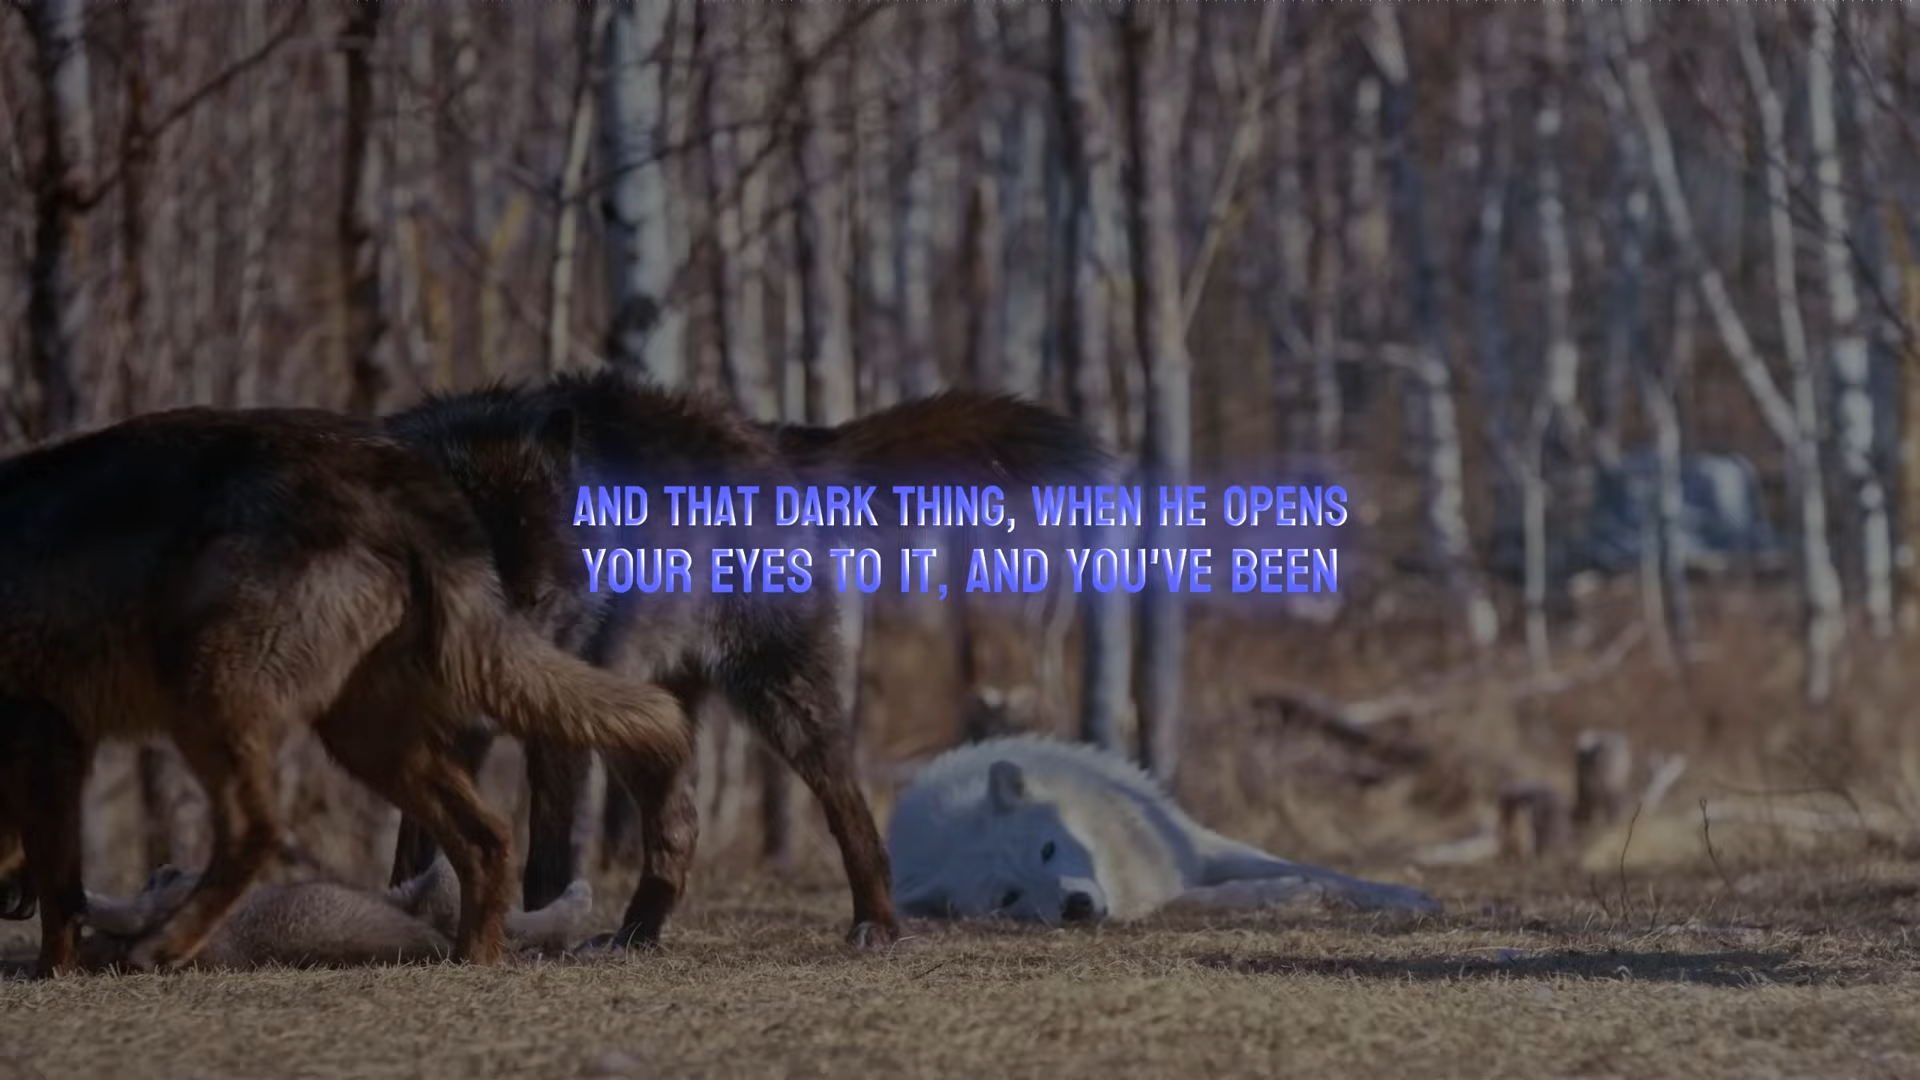 AND THAT DARK THING, WHEN HE OPENS
YOUR EYES TO IT, AND YOU'VE BEEN